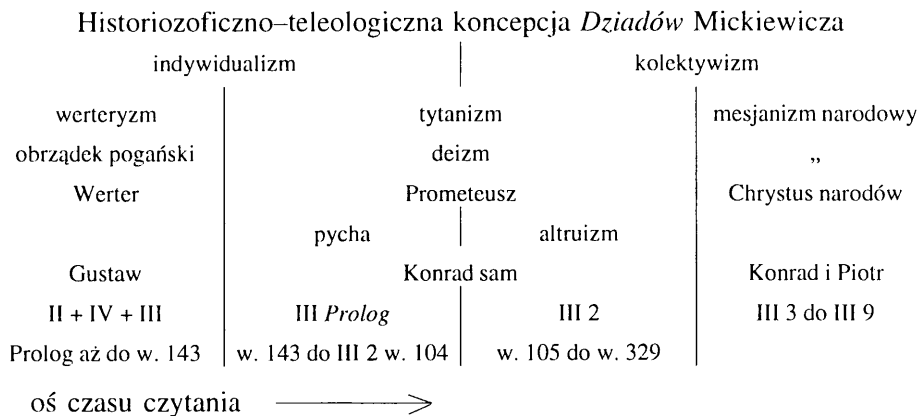 Historiozoficzno–teleologiczna koncepcja Dziadów Mickiewicza
indywidualizm kolektywizm
werteryzm tytanizm mesjanizm narodowy
obrządek pogański deizm „
Werter Prometeusz Chrystus narodów
pycha altruizm
Gustaw Konrad sam Konrad i Piotr
II + IV + III III Prolog III 2 III 3 do III 9
Prolog aż do w. 143 w. 143 do III 2 w. 104 w. 105 do w. 329
oś czasu czytania